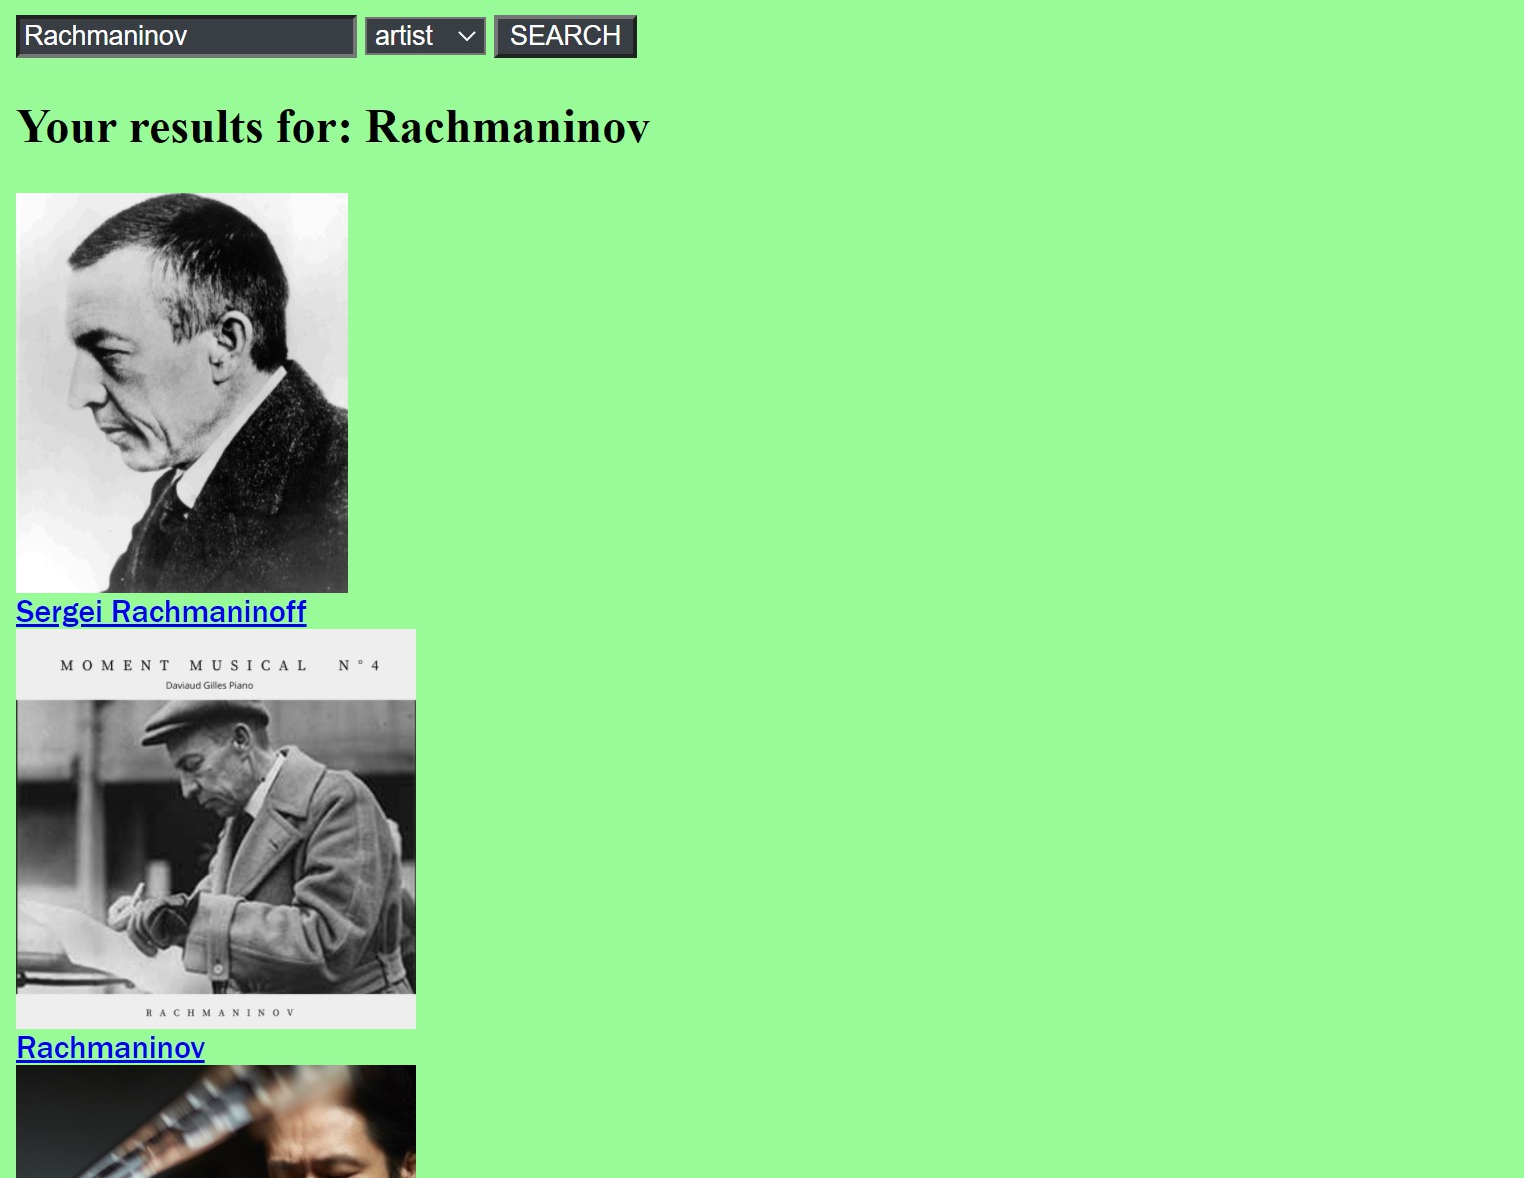 Rachmaninov artist SEARCH
Your results for: Rachmaninov
Sergei Rachmaninoff
MOMENT MUSICAL N°4
Daviaud Gilles Piano
RACHMANINOV
Rachmaninov